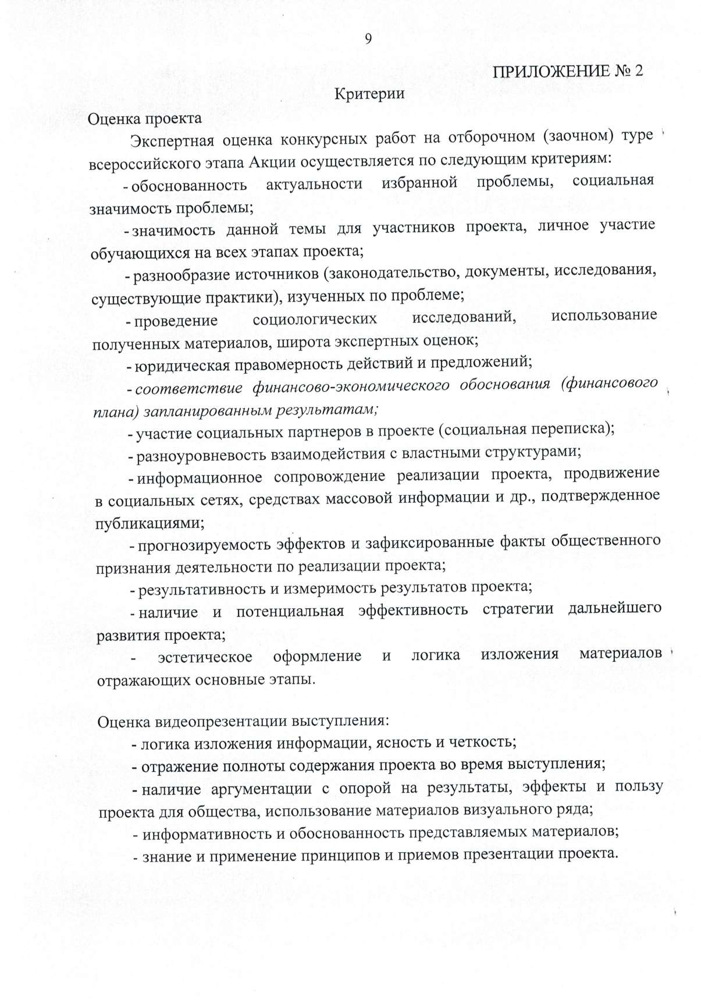 9
ПРИЛОЖЕНИЕ № 2
Критерии
Оценка проекта
Экспертная оценка конкурсных работ на отборочном (заочном) туре
всероссийского этапа Акции осуществляется по следующим критериям:
- обоснованность актуальности избранной проблемы, социальная
значимость проблемы;
- значимость данной темы для участников проекта, личное участие
обучающихся на всех этапах проекта;
- разнообразие источников (законодательство, документы, исследования,
существующие практики), изученных по проблеме;
- проведение социологических исследований, использование
полученных материалов, широта экспертных оценок;
- юридическая правомерность действий и предложений;
- соответствие финансово-экономического обоснования (финансового
плана) запланированным результатам;
- участие социальных партнеров в проекте (социальная переписка);
- разноуровневость взаимодействия с властными структурами;
- информационное сопровождение реализации проекта, продвижение
в социальных сетях, средствах массовой информации и др., подтвержденное
публикациями;
- прогнозируемость эффектов и зафиксированные факты общественного
признания деятельности по реализации проекта;
- результативность и измеримость результатов проекта;
- наличие и потенциальная эффективность стратегии дальнейшего
развития проекта;
- эстетическое оформление и логика изложения материалов
отражающих основные этапы.
Оценка видеопрезентации выступления:
- логика изложения информации, ясность и четкость;
- отражение полноты содержания проекта во время выступления;
- наличие аргументации с опорой на результаты, эффекты и пользу
проекта для общества, использование материалов визуального ряда;
- информативность и обоснованность представляемых материалов;
- знание и применение принципов и приемов презентации проекта.